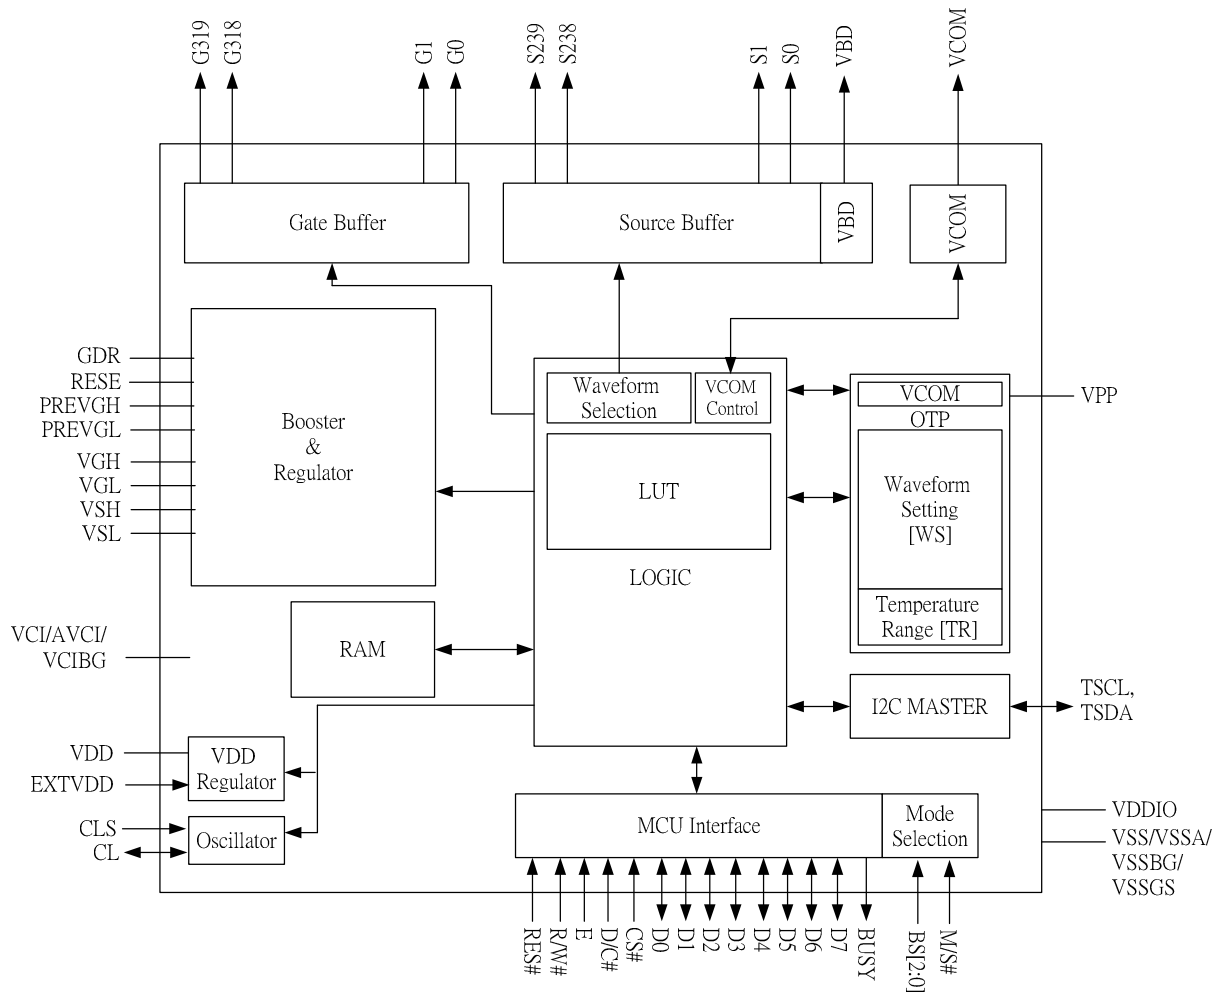 G319
G318
G1
G0
S239
S238
S1
S0
VBD
VCOM
Gate Buffer
Source Buffer
VBD
VCOM
GDR
RESE
PREVGH
PREVGL
VGH
VGL
VSH
VSL
Booster
&
Regulator
Waveform
Selection
VCOM
Control
LUT
LOGIC
VCOM
OTP
Waveform
Setting
[WS]
Temperature
Range [TR]
VPP
VCI/AVCI/
VCIBG
RAM
I2C MASTER
TSCL,
TSDA
VDD
EXTVDD
VDD
Regulator
CLS
CL
Oscillator
MCU Interface
Mode
Selection
VDDIO
VSS/VSSA/
VSSBG/
VSSGS
RES#
R/W#
E
D/C#
CS#
D0
D1
D2
D3
D4
D5
D6
D7
BUSY
BS[2:0]
M/S#